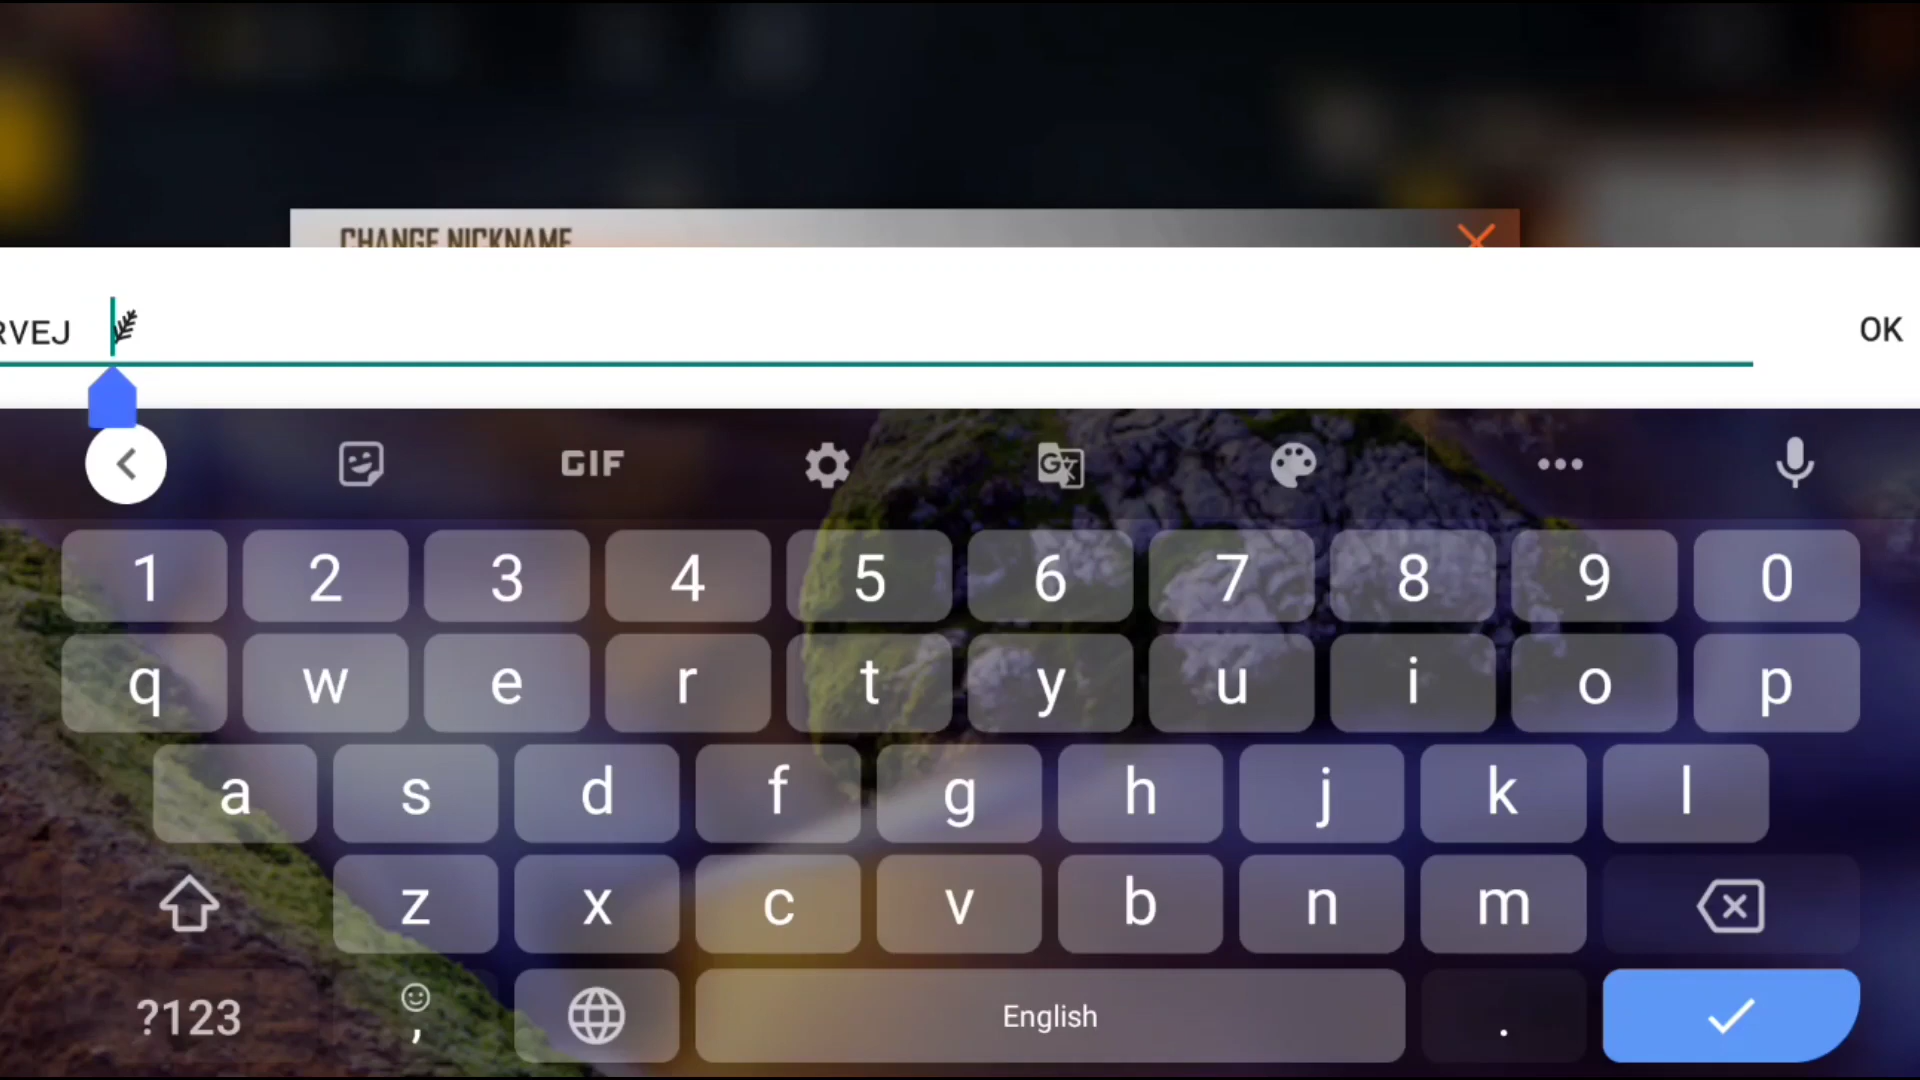 CHANGE NICKNAME
RVEJ
OK
GIF
1 2 3 4 5 6 7 8 9 0
q w e r t y u i o p
a s d f g h j k l
z x c v b n m
?123 , English .